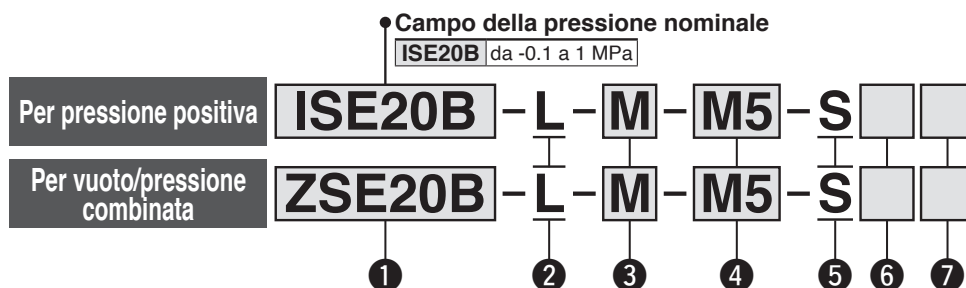 Campo della pressione nominale
ISE20B da -0.1 a 1 MPa
Per pressione positiva ISE20B - L - M - M5 - S
Per vuoto/pressione
combinata
ZSE20B - L - M - M5 - S
1 2 3 4 5 6 7